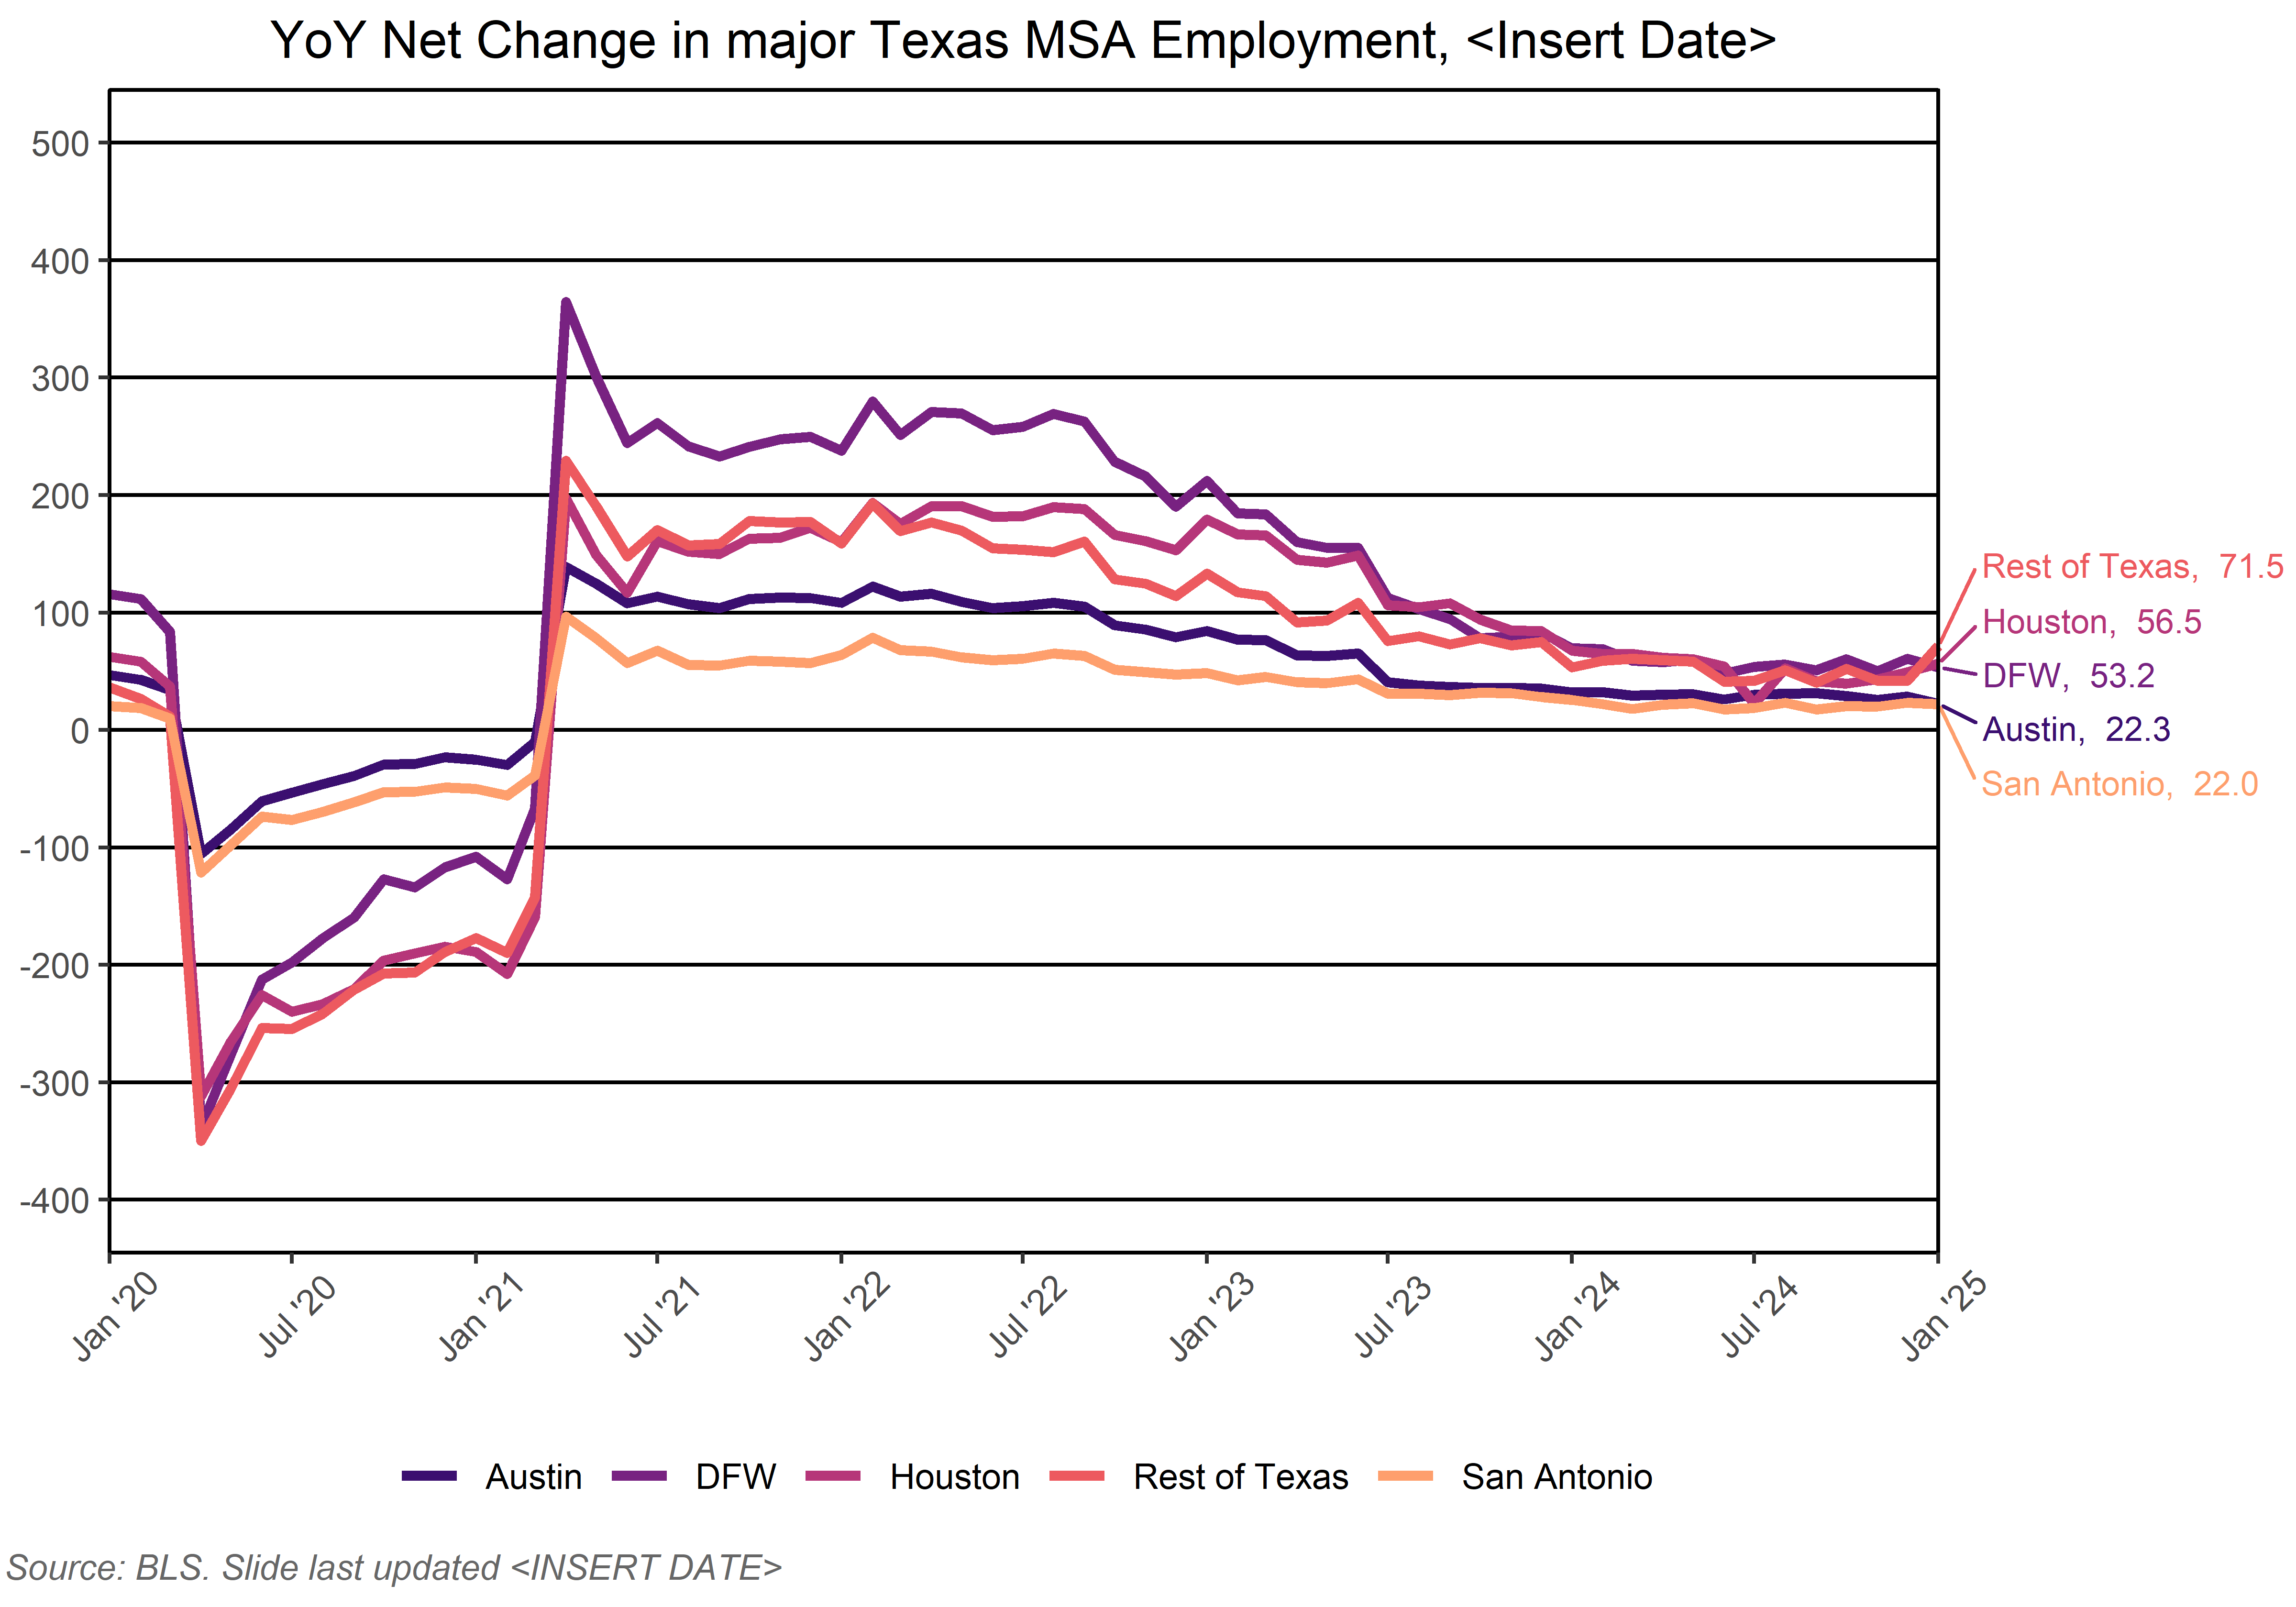 YoY Net Change in major Texas MSA Employment, <Insert Date>
500
400
300
200
100
0
-100
-200
-300
-400
Rest of Texas,  71.5
Houston,  56.5
DFW,  53.2
Austin,  22.3
San Antonio,  22.0
Jan '20
Jul '20
Jan '21
Jul '21
Jan '22
Jul '22
Jan '23
Jul '23
Jan '24
Jul '24
Jan '25
Austin
DFW
Houston
Rest of Texas
San Antonio
Source: BLS. Slide last updated <INSERT DATE>